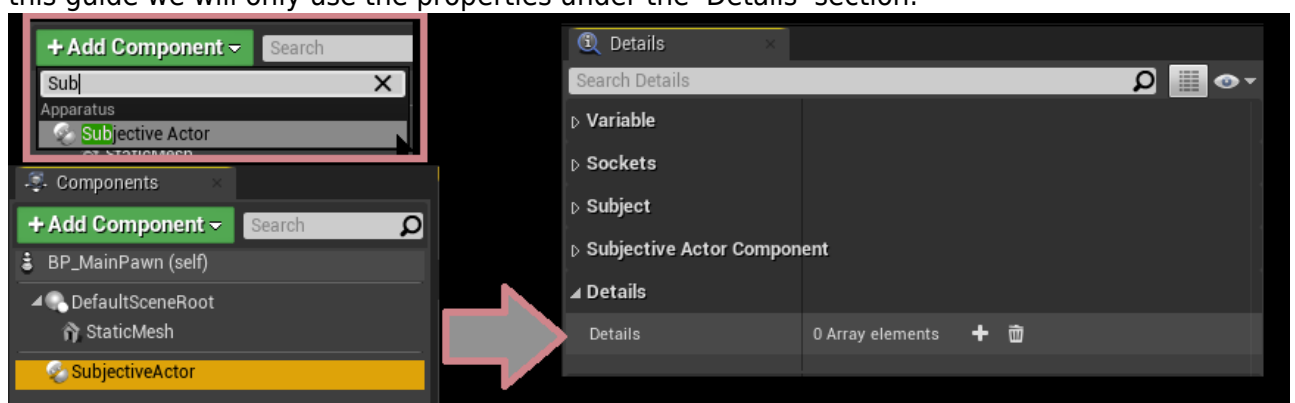 this guide we will only use the properties under the "Details" section.
+ Add Component
Search
Sub
Apparatus
Subjective Actor
StaticMesh
Components
+ Add Component
Search
BP_MainPawn (self)
DefaultSceneRoot
StaticMesh
SubjectiveActor
Details
Search Details
Variable
Sockets
Subject
Subjective Actor Component
Details
Details 0 Array elements